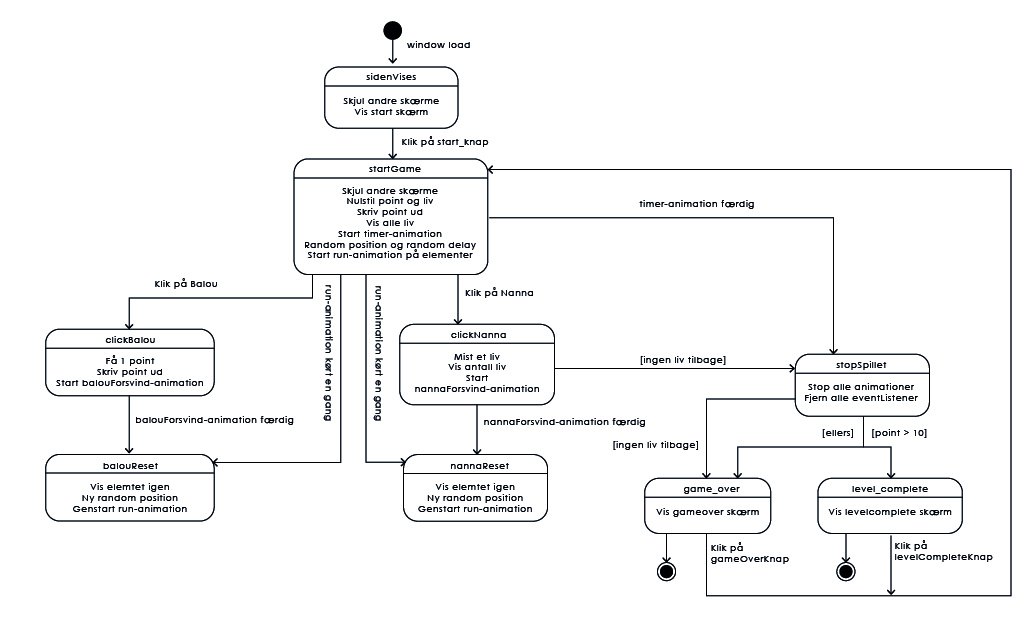 window load
sidenVises
Skjul andre skærme
Vis start skærm
Klik på start_knap
startGame
Skjul andre skærme
Nulstil point og liv
Skriv point ud
Vis alle liv
Start timer-animation
Random position og random delay
Start run-animation på elementer
timer-animation færdig
Klik på Balou
run-animation kørt en gang
run-animation kørt en gang
Klik på Nanna
clickBalou
Få 1 point
Skriv point ud
Start balouForsvind-animation
clickNanna
Mist et liv
Vis antall liv
Start
nannaForsvind-animation
[ingen liv tilbage]
stopSpillet
Stop alle animationer
Fjern alle eventListener
balouForsvind-animation færdig
nannaForsvind-animation færdig
[ingen liv tilbage]
[ellers]
[point > 10]
balouReset
Vis elemtet igen
Ny random position
Genstart run-animation
nannaReset
Vis elemtet igen
Ny random position
Genstart run-animation
game_over
Vis gameover skærm
level_complete
Vis levelcomplete skærm
Klik på
gameOverKnap
Klik på
levelCompleteKnap